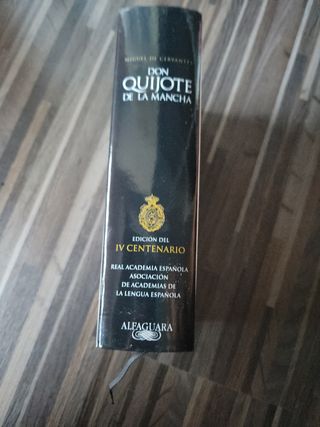 MIGUEL DE CERVANTES
DON
QUIJOTE
DE LA MANCHA
EDICIÓN DEL
IV CENTENARIO
REAL ACADEMIA ESPAÑOLA
ASOCIACIÓN
DE ACADEMIAS DE
LA LENGUA ESPAÑOLA
ALFAGUARA